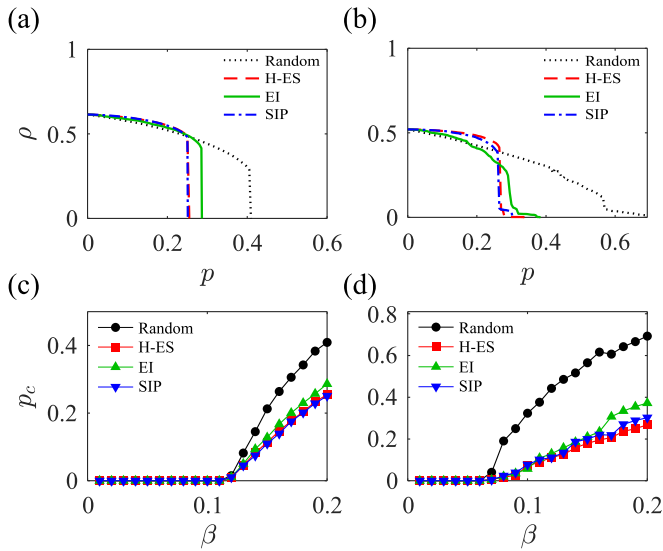 (a)
1
0.5
0
ρ
0
0.2
0.4
0.6
p
Random
H-ES
EI
SIP
(b)
1
0.5
0
0
0.2
0.4
0.6
p
Random
H-ES
EI
SIP
(c)
0.4
0.2
0
p_c
0
0.1
0.2
β
Random
H-ES
EI
SIP
(d)
0.8
0.6
0.4
0.2
0
0
0.1
0.2
β
Random
H-ES
EI
SIP